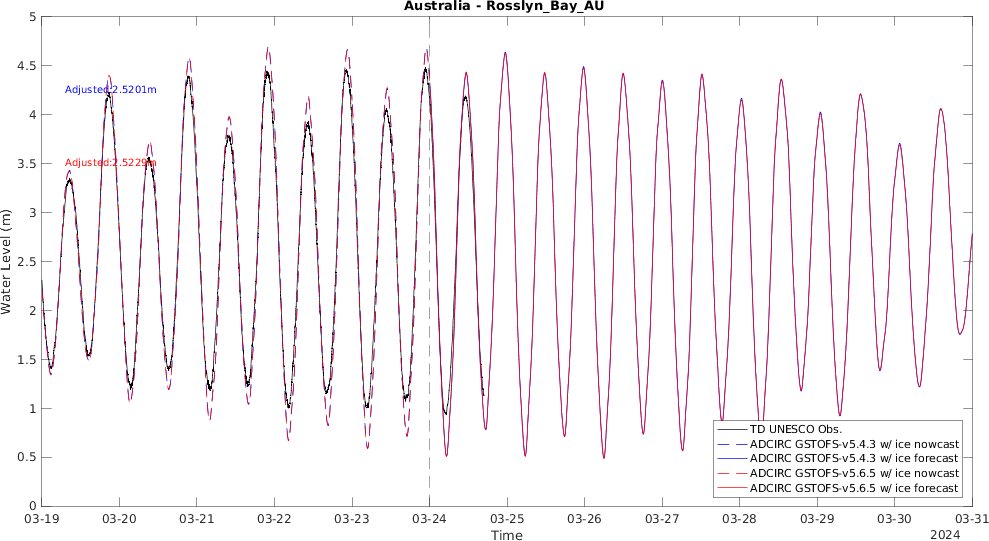 Australia - Rosslyn_Bay_AU
5
4.5
4
3.5
3
2.5
2
1.5
1
0.5
0
Water Level (m)
Adjusted:2.5201m
Adjusted:2.5229m
TD UNESCO Obs.
ADCIRC GSTOFS-v5.4.3 w/ ice nowcast
ADCIRC GSTOFS-v5.4.3 w/ ice forecast
ADCIRC GSTOFS-v5.6.5 w/ ice nowcast
ADCIRC GSTOFS-v5.6.5 w/ ice forecast
03-19 03-20 03-21 03-22 03-23 03-24 03-25 03-26 03-27 03-28 03-29 03-30 03-31
Time
2024